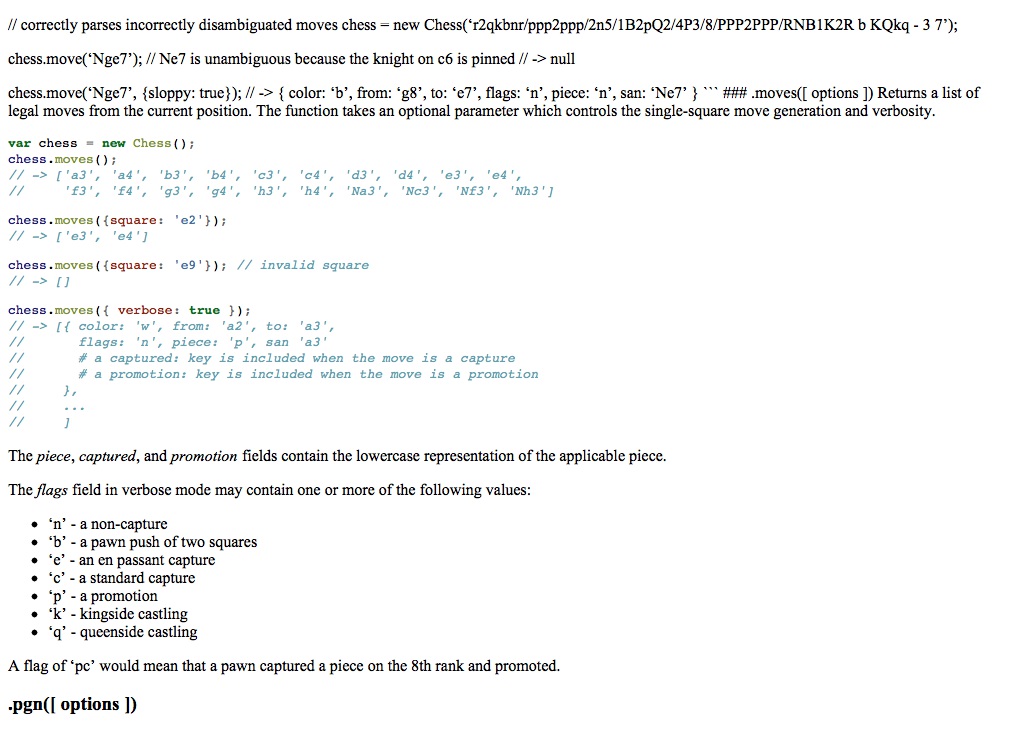 // correctly parses incorrectly disambiguated moves chess = new Chess(‘r2qkbnr/ppp2ppp/2n5/1B2pQ2/4P3/8/PPP2PPP/RNB1K2R b KQkq - 3 7’);
chess.move(‘Nge7’); // Ne7 is unambiguous because the knight on c6 is pinned // -> null
chess.move(‘Nge7’, {sloppy: true}); // -> { color: ‘b’, from: ‘g8’, to: ‘e7’, flags: ‘n’, piece: ‘n’, san: ‘Ne7’ } ``` ### .moves([ options ]) Returns a list of
legal moves from the current position. The function takes an optional parameter which controls the single-square move generation and verbosity.
var chess = new Chess();
chess.moves();
// -> ['a3', 'a4', 'b3', 'b4', 'c3', 'c4', 'd3', 'd4', 'e3', 'e4',
//     'f3', 'f4', 'g3', 'g4', 'h3', 'h4', 'Na3', 'Nc3', 'Nf3', 'Nh3']
chess.moves({square: 'e2'});
// -> ['e3', 'e4']
chess.moves({square: 'e9'}); // invalid square
// -> []
chess.moves({ verbose: true });
// -> [{ color: 'w', from: 'a2', to: 'a3',
//       flags: 'n', piece: 'p', san 'a3'
//       # a captured: key is included when the move is a capture
//       # a promotion: key is included when the move is a promotion
//     },
//     ...
//     ]
The piece, captured, and promotion fields contain the lowercase representation of the applicable piece.
The flags field in verbose mode may contain one or more of the following values:
• ‘n’ - a non-capture
• ‘b’ - a pawn push of two squares
• ‘e’ - an en passant capture
• ‘c’ - a standard capture
• ‘p’ - a promotion
• ‘k’ - kingside castling
• ‘q’ - queenside castling
A flag of ‘pc’ would mean that a pawn captured a piece on the 8th rank and promoted.
.pgn([ options ])